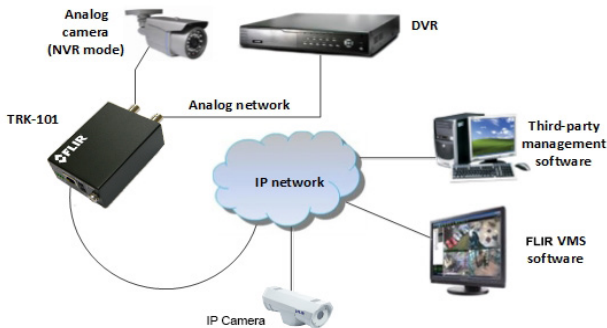 Analog
camera
(NVR mode)
DVR
Analog network
TRK-101
FLIR
Third-party
management
software
IP network
FLIR VMS
software
IP Camera